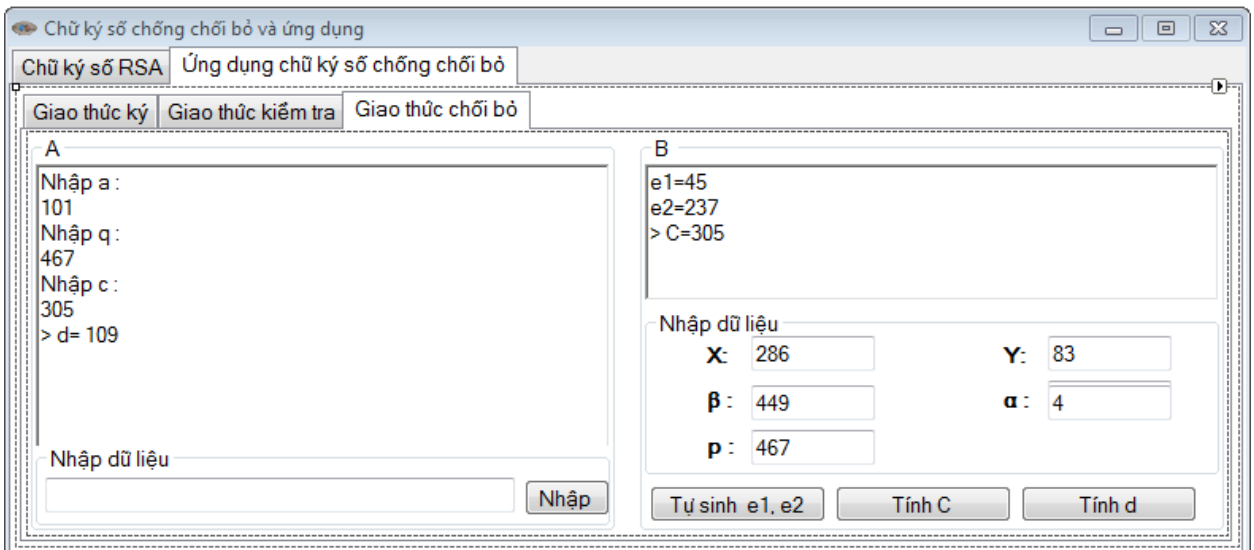 Chữ ký số chống chối bỏ và ứng dụng
Chữ ký số RSA Ứng dụng chữ ký số chống chối bỏ
Giao thức ký Giao thức kiểm tra Giao thức chối bỏ
A
Nhập a :
101
Nhập q :
467
Nhập c :
305
> d= 109
Nhập dữ liệu
Nhập
B
e1=45
e2=237
> C=305
Nhập dữ liệu
X: 286 Y: 83
β : 449 α : 4
p : 467
Tự sinh e1, e2 Tính C Tính d